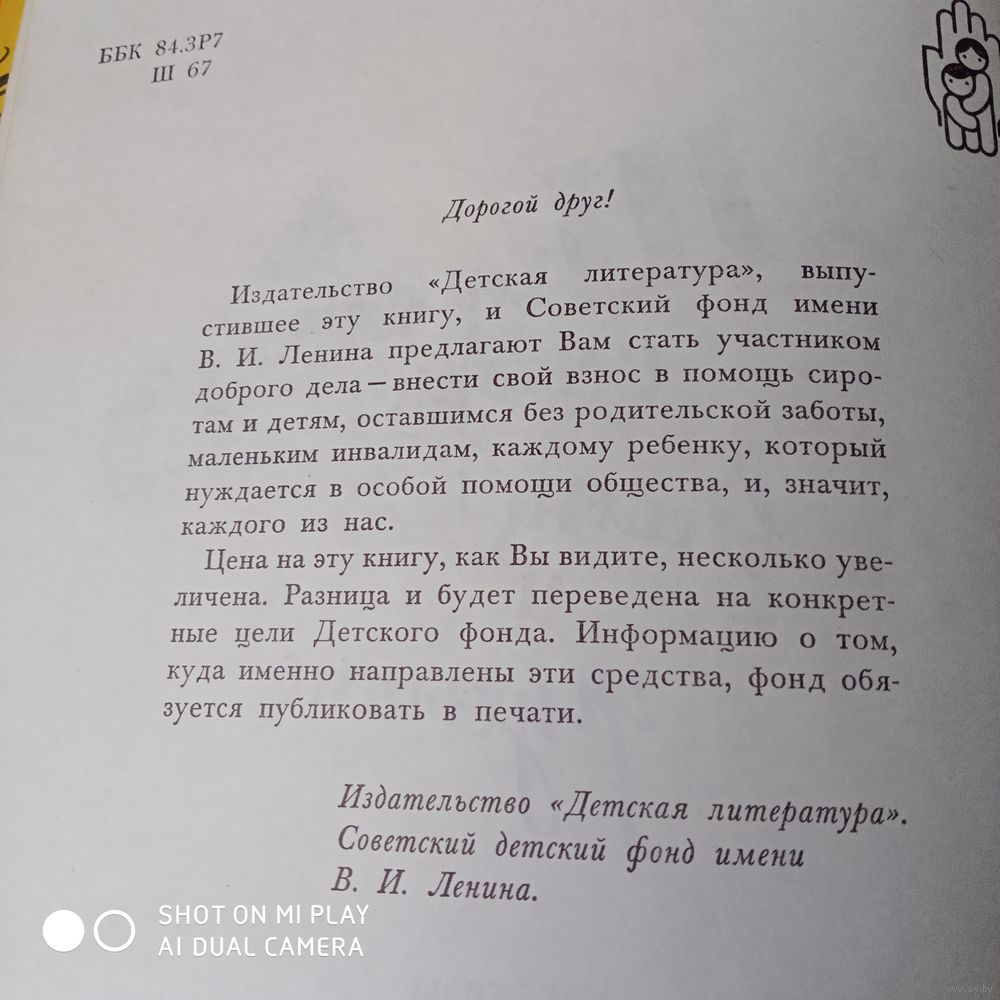 ББК 84.3Р7
Ш 67
Дорогой друг!
Издательство «Детская литература», выпу-
стившее эту книгу, и Советский фонд имени
В. И. Ленина предлагают Вам стать участником
доброго дела — внести свой взнос в помощь сиро-
там и детям, оставшимся без родительской заботы,
маленьким инвалидам, каждому ребенку, который
нуждается в особой помощи общества, и, значит,
каждого из нас.
Цена на эту книгу, как Вы видите, несколько уве-
личена. Разница и будет переведена на конкрет-
ные цели Детского фонда. Информацию о том,
куда именно направлены эти средства, фонд обя-
зуется публиковать в печати.
Издательство «Детская литература».
Советский детский фонд имени
В. И. Ленина.
SHOT ON MI PLAY
AI DUAL CAMERA
www.ay.by